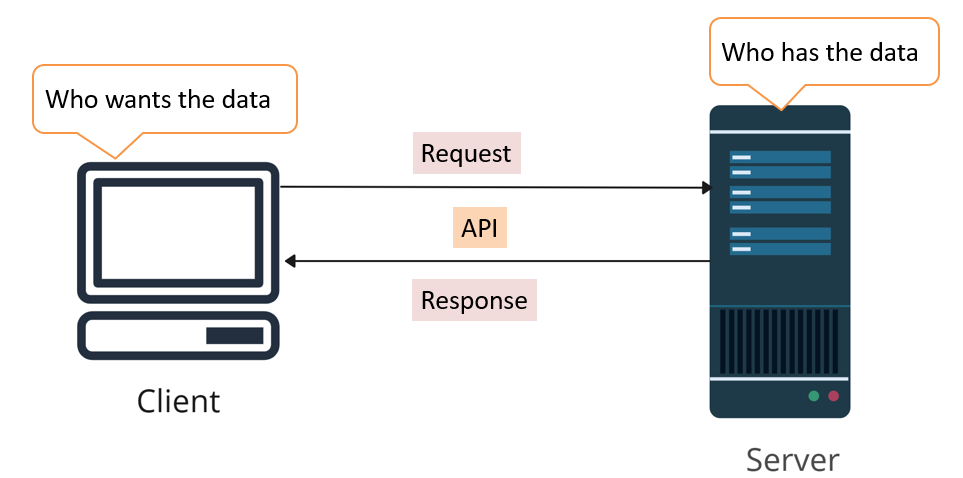 Who has the data
Who wants the data
Request
API
Response
Client
Server